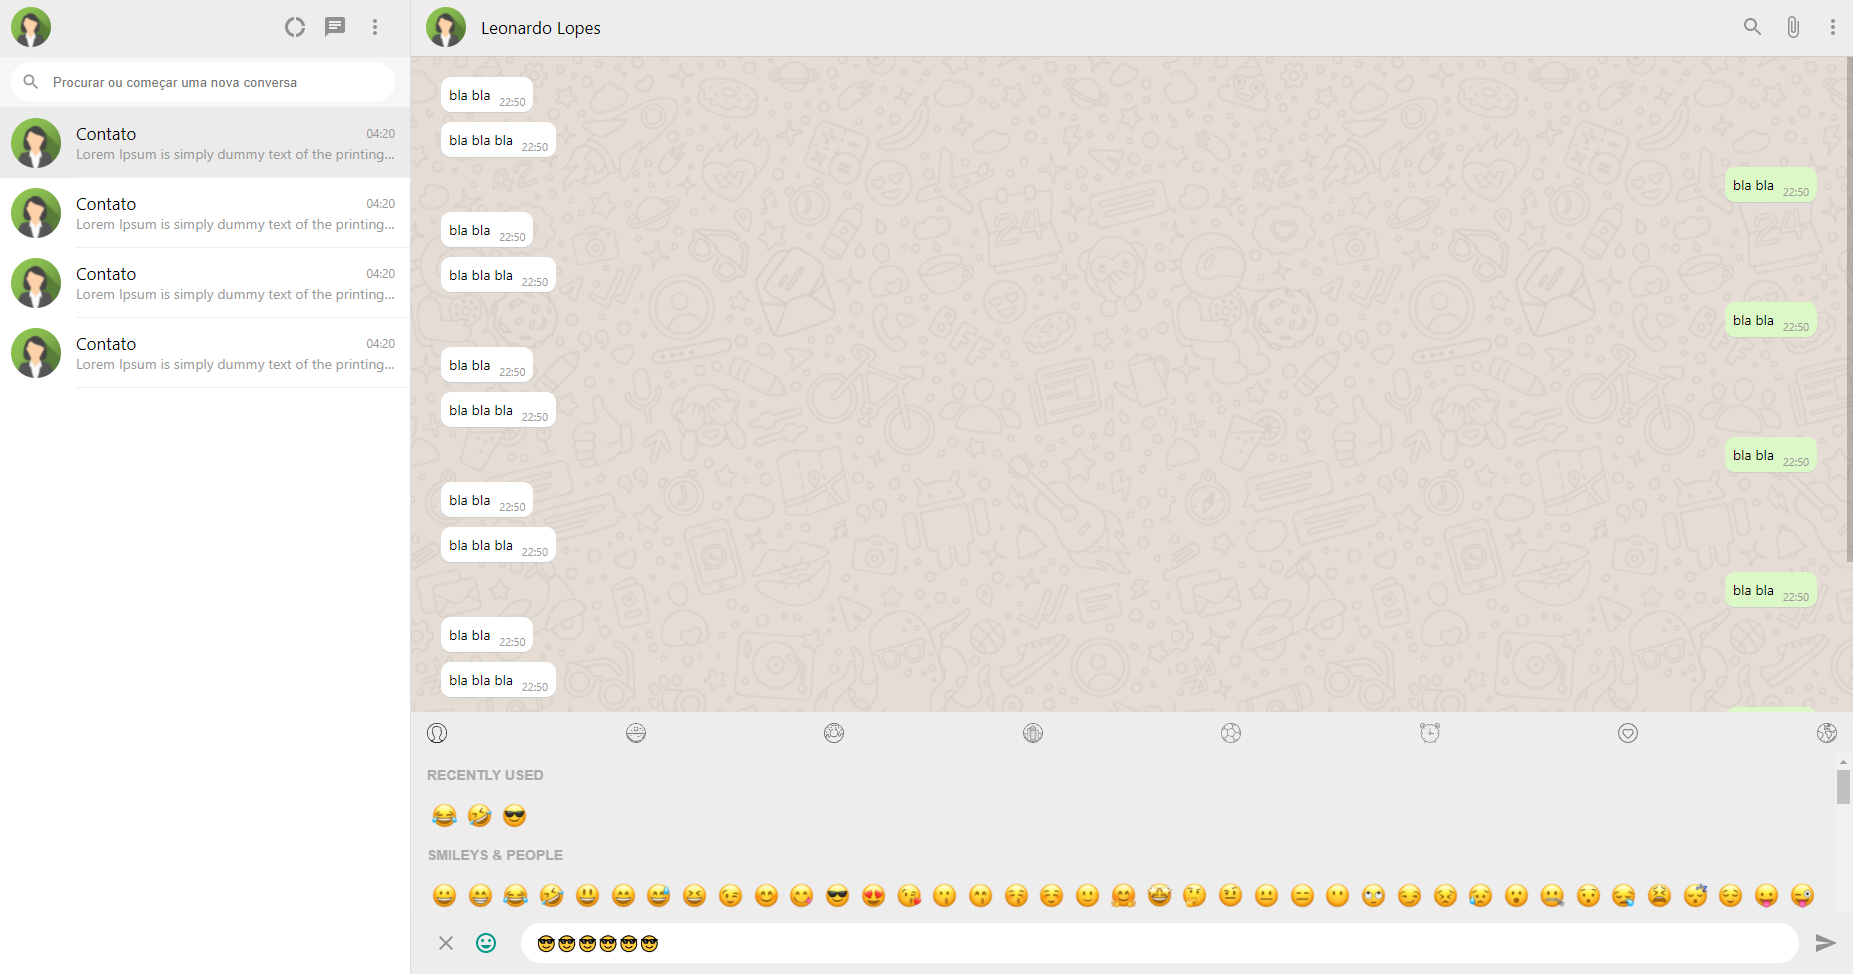 Leonardo Lopes
Procurar ou começar uma nova conversa
Contato 04:20
Lorem Ipsum is simply dummy text of the printing...
Contato 04:20
Lorem Ipsum is simply dummy text of the printing...
Contato 04:20
Lorem Ipsum is simply dummy text of the printing...
Contato 04:20
Lorem Ipsum is simply dummy text of the printing...
bla bla 22:50
bla bla bla 22:50
bla bla 22:50
bla bla 22:50
bla bla bla 22:50
bla bla 22:50
bla bla 22:50
bla bla bla 22:50
bla bla 22:50
bla bla 22:50
bla bla bla 22:50
bla bla 22:50
bla bla 22:50
bla bla bla 22:50
RECENTLY USED
😂 🤣 😎
SMILEYS & PEOPLE
😀 😁 😂 🤣 😃 😄 😅 😆 😉 😊 😋 😎 😍 😘 😗 😙 😚 ☺️ 🙂 🤗 🤩 🤔 🤨 😐 😑 😶 🙄 😏 😣 😥 😮 🤐 😯 😪 😫 😴 😌 😛 😜
😎😎😎😎😎😎